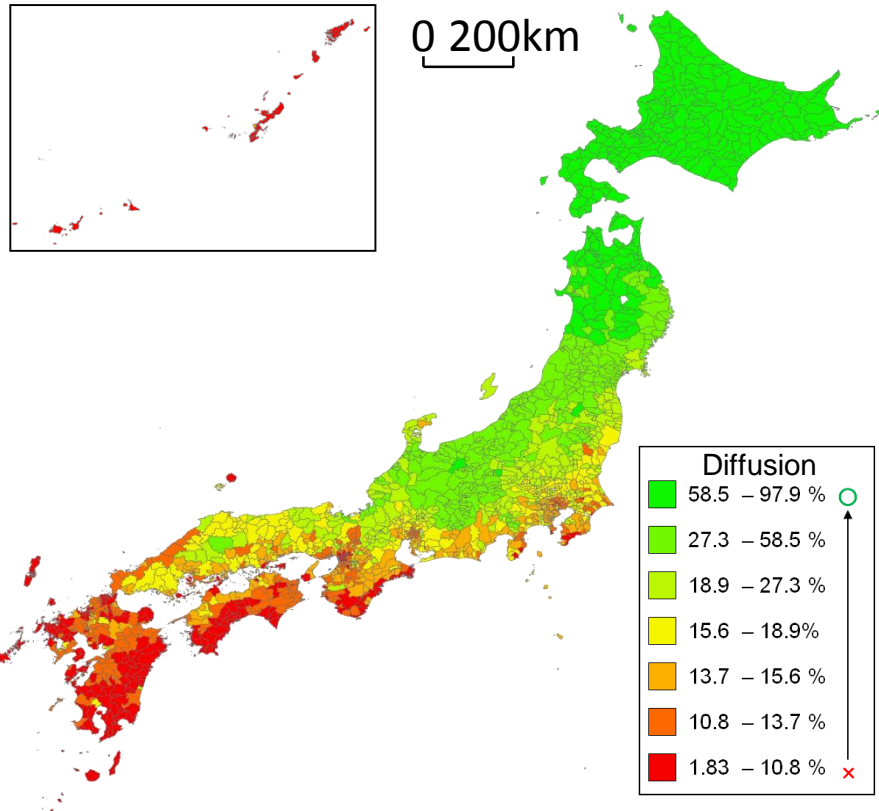 0 200km
Diffusion
58.5 – 97.9 %
27.3 – 58.5 %
18.9 – 27.3 %
15.6 – 18.9%
13.7 – 15.6 %
10.8 – 13.7 %
1.83 – 10.8 %